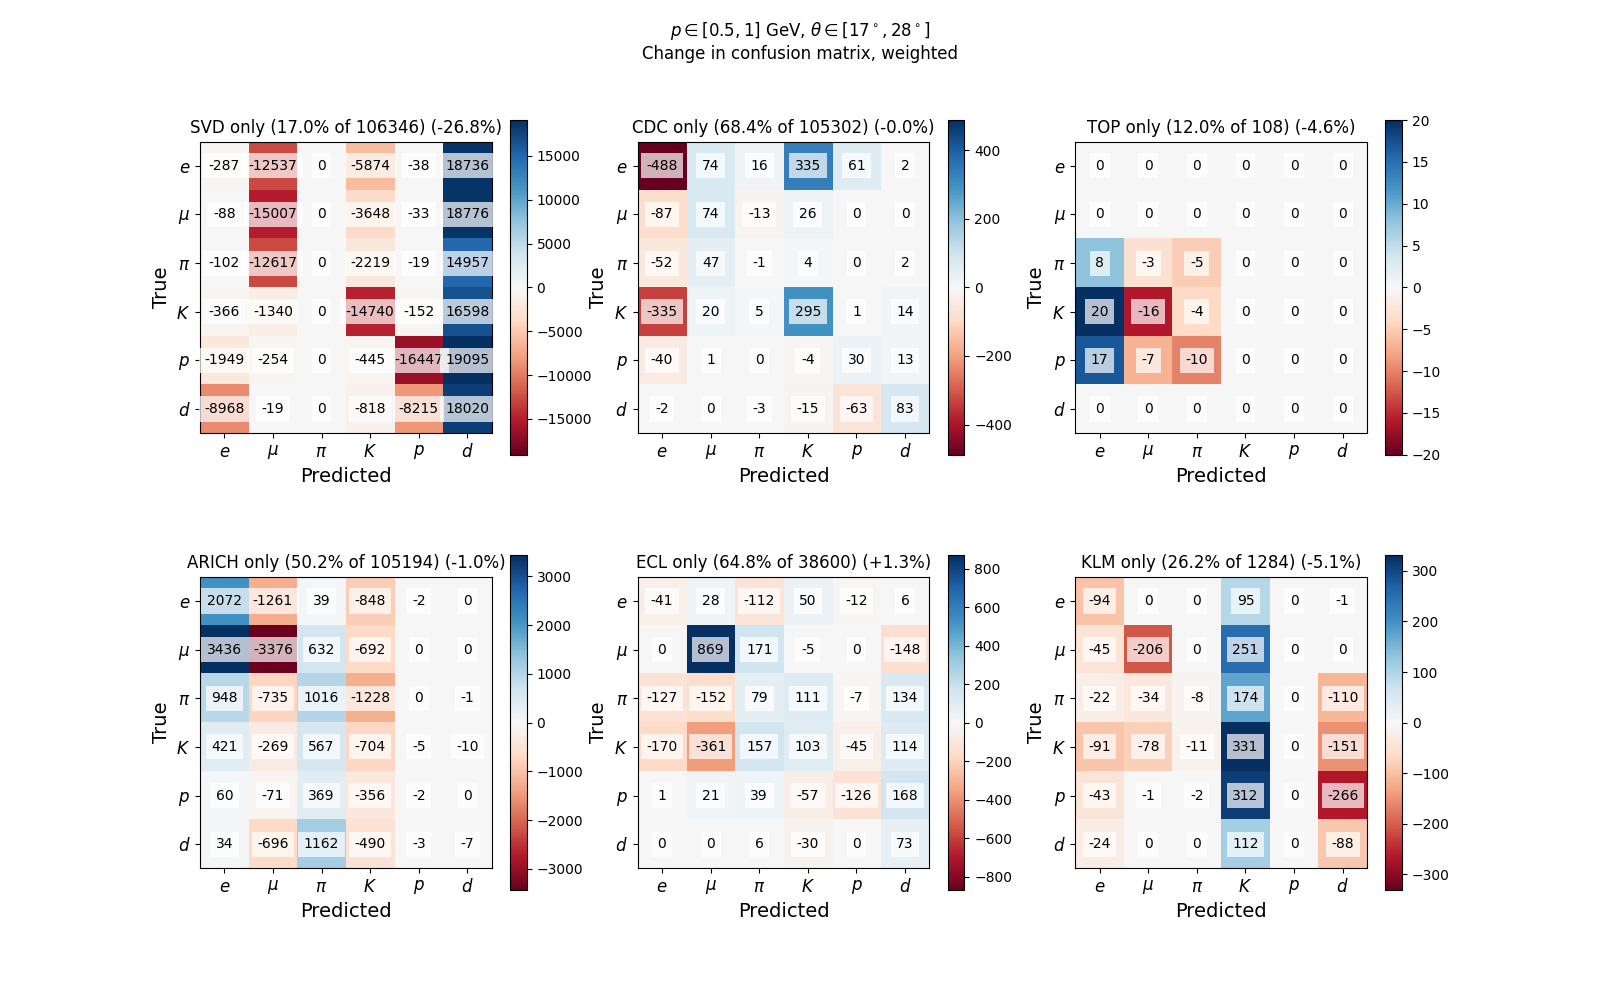 p ∈ [0.5, 1] GeV, θ ∈ [17°, 28°]
Change in confusion matrix, weighted
SVD only (17.0% of 106346) (-26.8%)
e -287 -12537 0 -5874 -38 18736
μ -88 -15007 0 -3648 -33 18776
π -102 -12617 0 -2219 -19 14957
K -366 -1340 0 -14740 -152 16598
p -1949 -254 0 -445 -16447 19095
d -8968 -19 0 -818 -8215 18020
e μ π K p d
Predicted
True
15000
10000
5000
0
−5000
−10000
−15000
CDC only (68.4% of 105302) (-0.0%)
e -488 74 16 335 61 2
μ -87 74 -13 26 0 0
π -52 47 -1 4 0 2
K -335 20 5 295 1 14
p -40 1 0 -4 30 13
d -2 0 -3 -15 -63 83
e μ π K p d
Predicted
True
400
200
0
−200
−400
TOP only (12.0% of 108) (-4.6%)
e 0 0 0 0 0 0
μ 0 0 0 0 0 0
π 8 -3 -5 0 0 0
K 20 -16 -4 0 0 0
p 17 -7 -10 0 0 0
d 0 0 0 0 0 0
e μ π K p d
Predicted
True
20
15
10
5
0
−5
−10
−15
−20
ARICH only (50.2% of 105194) (-1.0%)
e 2072 -1261 39 -848 -2 0
μ 3436 -3376 632 -692 0 0
π 948 -735 1016 -1228 0 -1
K 421 -269 567 -704 -5 -10
p 60 -71 369 -356 -2 0
d 34 -696 1162 -490 -3 -7
e μ π K p d
Predicted
True
3000
2000
1000
0
−1000
−2000
−3000
ECL only (64.8% of 38600) (+1.3%)
e -41 28 -112 50 -12 6
μ 0 869 171 -5 0 -148
π -127 -152 79 111 -7 134
K -170 -361 157 103 -45 114
p 1 21 39 -57 -126 168
d 0 0 6 -30 0 73
e μ π K p d
Predicted
True
800
600
400
200
0
−200
−400
−600
−800
KLM only (26.2% of 1284) (-5.1%)
e -94 0 0 95 0 -1
μ -45 -206 0 251 0 0
π -22 -34 -8 174 0 -110
K -91 -78 -11 331 0 -151
p -43 -1 -2 312 0 -266
d -24 0 0 112 0 -88
e μ π K p d
Predicted
True
300
200
100
0
−100
−200
−300